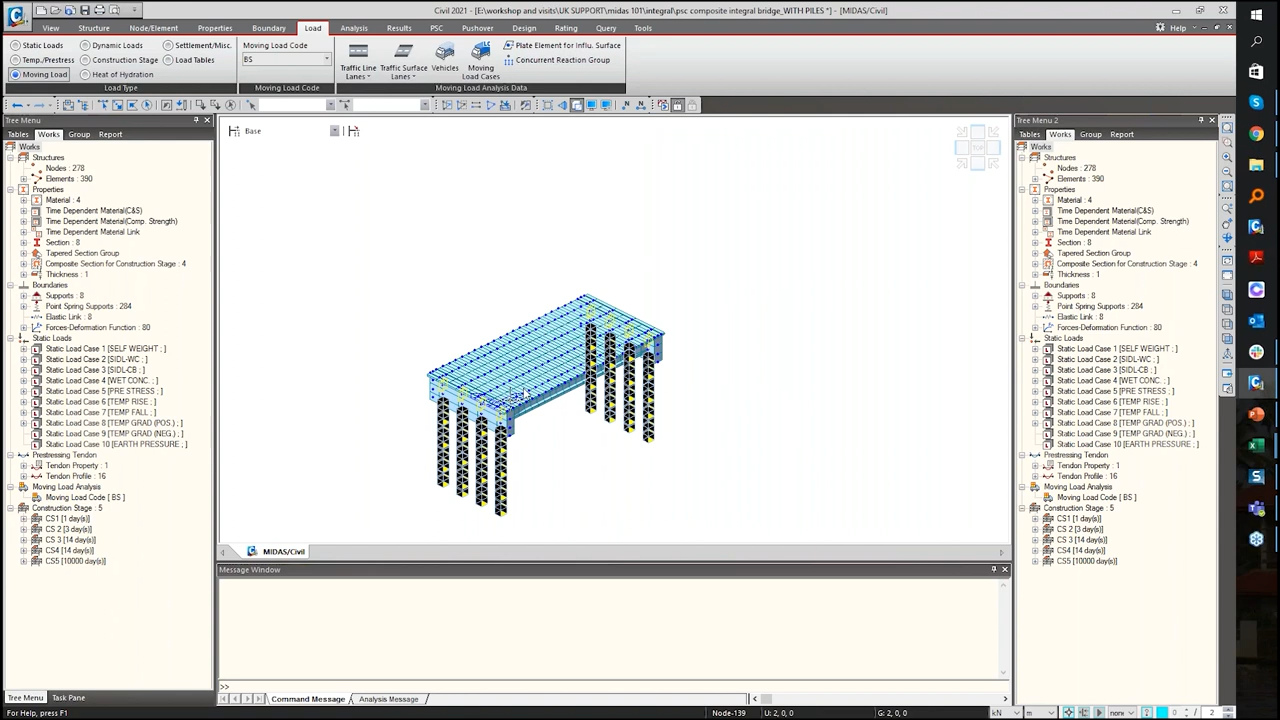 Civil 2021 - [E:\workshop and visits\UK SUPPORT\midas 101\integral\psc composite integral bridge_WITH PILES *] - [MIDAS/Civil]
View Structure Node/Element Properties Boundary Load Analysis Results PSC Pushover Design Rating Query Tools Help
Static Loads Dynamic Loads Settlement/Misc.
Temp./Prestress Construction Stage Load Tables
Moving Load Heat of Hydration
Load Type
Moving Load Code
BS
Moving Load Code
Traffic Line Lanes
Traffic Surface Lanes
Vehicles
Moving Load Cases
Plate Element for Influ. Surface
Concurrent Reaction Group
Moving Load Analysis Data
Tree Menu
Tables Works Group Report
Works
Structures
Nodes : 278
Elements : 390
Properties
Material : 4
Time Dependent Material(C&S)
Time Dependent Material(Comp. Strength)
Time Dependent Material Link
Section : 8
Tapered Section Group
Composite Section for Construction Stage : 4
Thickness : 1
Boundaries
Supports : 8
Point Spring Supports : 284
Elastic Link : 8
Forces-Deformation Function : 80
Static Loads
Static Load Case 1 [SELF WEIGHT ; ]
Static Load Case 2 [SIDL-WC ; ]
Static Load Case 3 [SIDL-CB ; ]
Static Load Case 4 [WET CONC. ; ]
Static Load Case 5 [PRE STRESS ; ]
Static Load Case 6 [TEMP RISE ; ]
Static Load Case 7 [TEMP FALL ; ]
Static Load Case 8 [TEMP GRAD (POS.) ; ]
Static Load Case 9 [TEMP GRAD (NEG.) ; ]
Static Load Case 10 [EARTH PRESSURE ; ]
Prestressing Tendon
Tendon Property : 1
Tendon Profile : 16
Moving Load Analysis
Moving Load Code [ BS ]
Construction Stage : 5
CS1 [1 day(s)]
CS 2 [3 day(s)]
CS 3 [14 day(s)]
CS4 [14 day(s)]
CS5 [10000 day(s)]
Tree Menu Task Pane
Base
TOP
MIDAS/Civil
Message Window
>>
Command Message Analysis Message
Tree Menu 2
Tables Works Group Report
Works
Structures
Nodes : 278
Elements : 390
Properties
Material : 4
Time Dependent Material(C&S)
Time Dependent Material(Comp. Strength)
Time Dependent Material Link
Section : 8
Tapered Section Group
Composite Section for Construction Stage : 4
Thickness : 1
Boundaries
Supports : 8
Point Spring Supports : 284
Elastic Link : 8
Forces-Deformation Function : 80
Static Loads
Static Load Case 1 [SELF WEIGHT ; ]
Static Load Case 2 [SIDL-WC ; ]
Static Load Case 3 [SIDL-CB ; ]
Static Load Case 4 [WET CONC. ; ]
Static Load Case 5 [PRE STRESS ; ]
Static Load Case 6 [TEMP RISE ; ]
Static Load Case 7 [TEMP FALL ; ]
Static Load Case 8 [TEMP GRAD (POS.) ; ]
Static Load Case 9 [TEMP GRAD (NEG.) ; ]
Static Load Case 10 [EARTH PRESSURE ; ]
Prestressing Tendon
Tendon Property : 1
Tendon Profile : 16
Moving Load Analysis
Moving Load Code [ BS ]
Construction Stage : 5
CS1 [1 day(s)]
CS 2 [3 day(s)]
CS 3 [14 day(s)]
CS4 [14 day(s)]
CS5 [10000 day(s)]
For Help, press F1
Node-139 U: 2, 0, 0 G: 2, 0, 0 kN m none 0 / 2